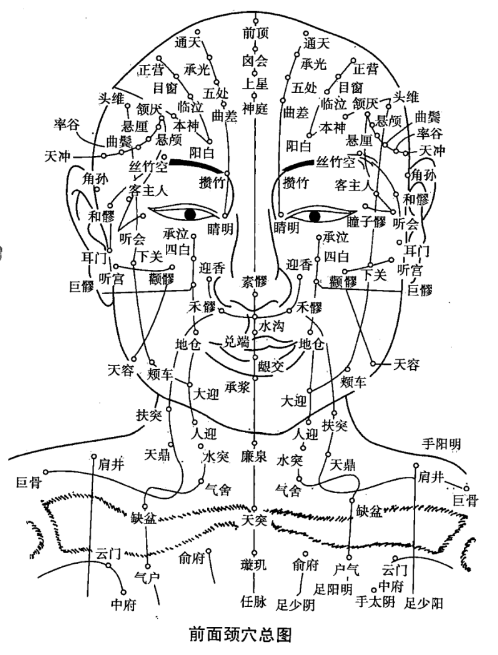 前顶
通天
通天
囟会
承光
承光
正营
正营
上星
目窗
目窗
五处
五处
神庭
头维
临泣
临泣
头维
颔厌
颔厌
曲差
曲差
本神
本神
率谷
悬厘
悬颅
悬颅
曲鬓
率谷
曲鬓
阳白
阳白
悬厘
天冲
天冲
丝竹空
丝竹空
角孙
攒竹
攒竹
角孙
客主人
客主人
和髎
和髎
睛明
睛明
瞳子髎
听会
听会
承泣
承泣
四白
四白
耳门
耳门
下关
下关
听宫
听宫
颧髎
迎香
素髎
迎香
颧髎
巨髎
巨髎
禾髎
禾髎
水沟
地仓
兑端
地仓
天容
龈交
天容
颊车
颊车
承浆
大迎
大迎
扶突
扶突
人迎
人迎
天鼎
水突
廉泉
水突
天鼎
手阳明
肩井
肩井
巨骨
气舍
气舍
巨骨
缺盆
天突
缺盆
云门
俞府
璇玑
俞府
云门
气户
户气
中府
足阳明
中府
任脉
足少阴
手太阴
足少阳
前面颈穴总图